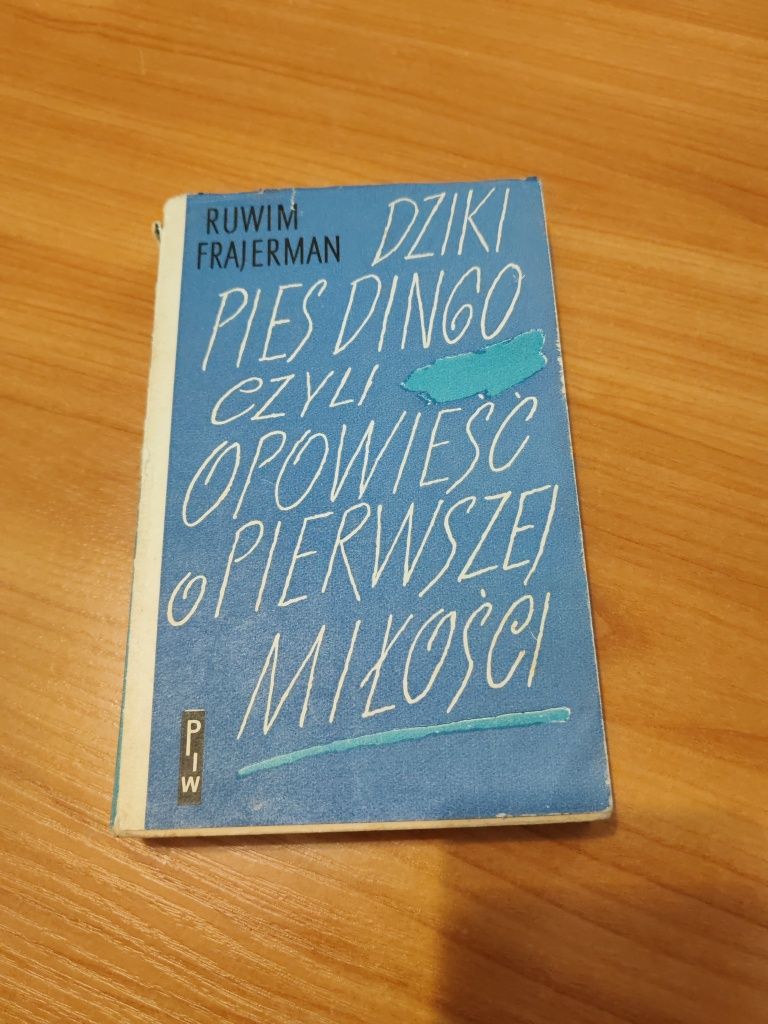 RUWIM
FRAJERMAN
DZIKI
PIES DINGO
CZYLI
OPOWIEŚĆ
O PIERWSZEJ
MIŁOŚCI
PIW